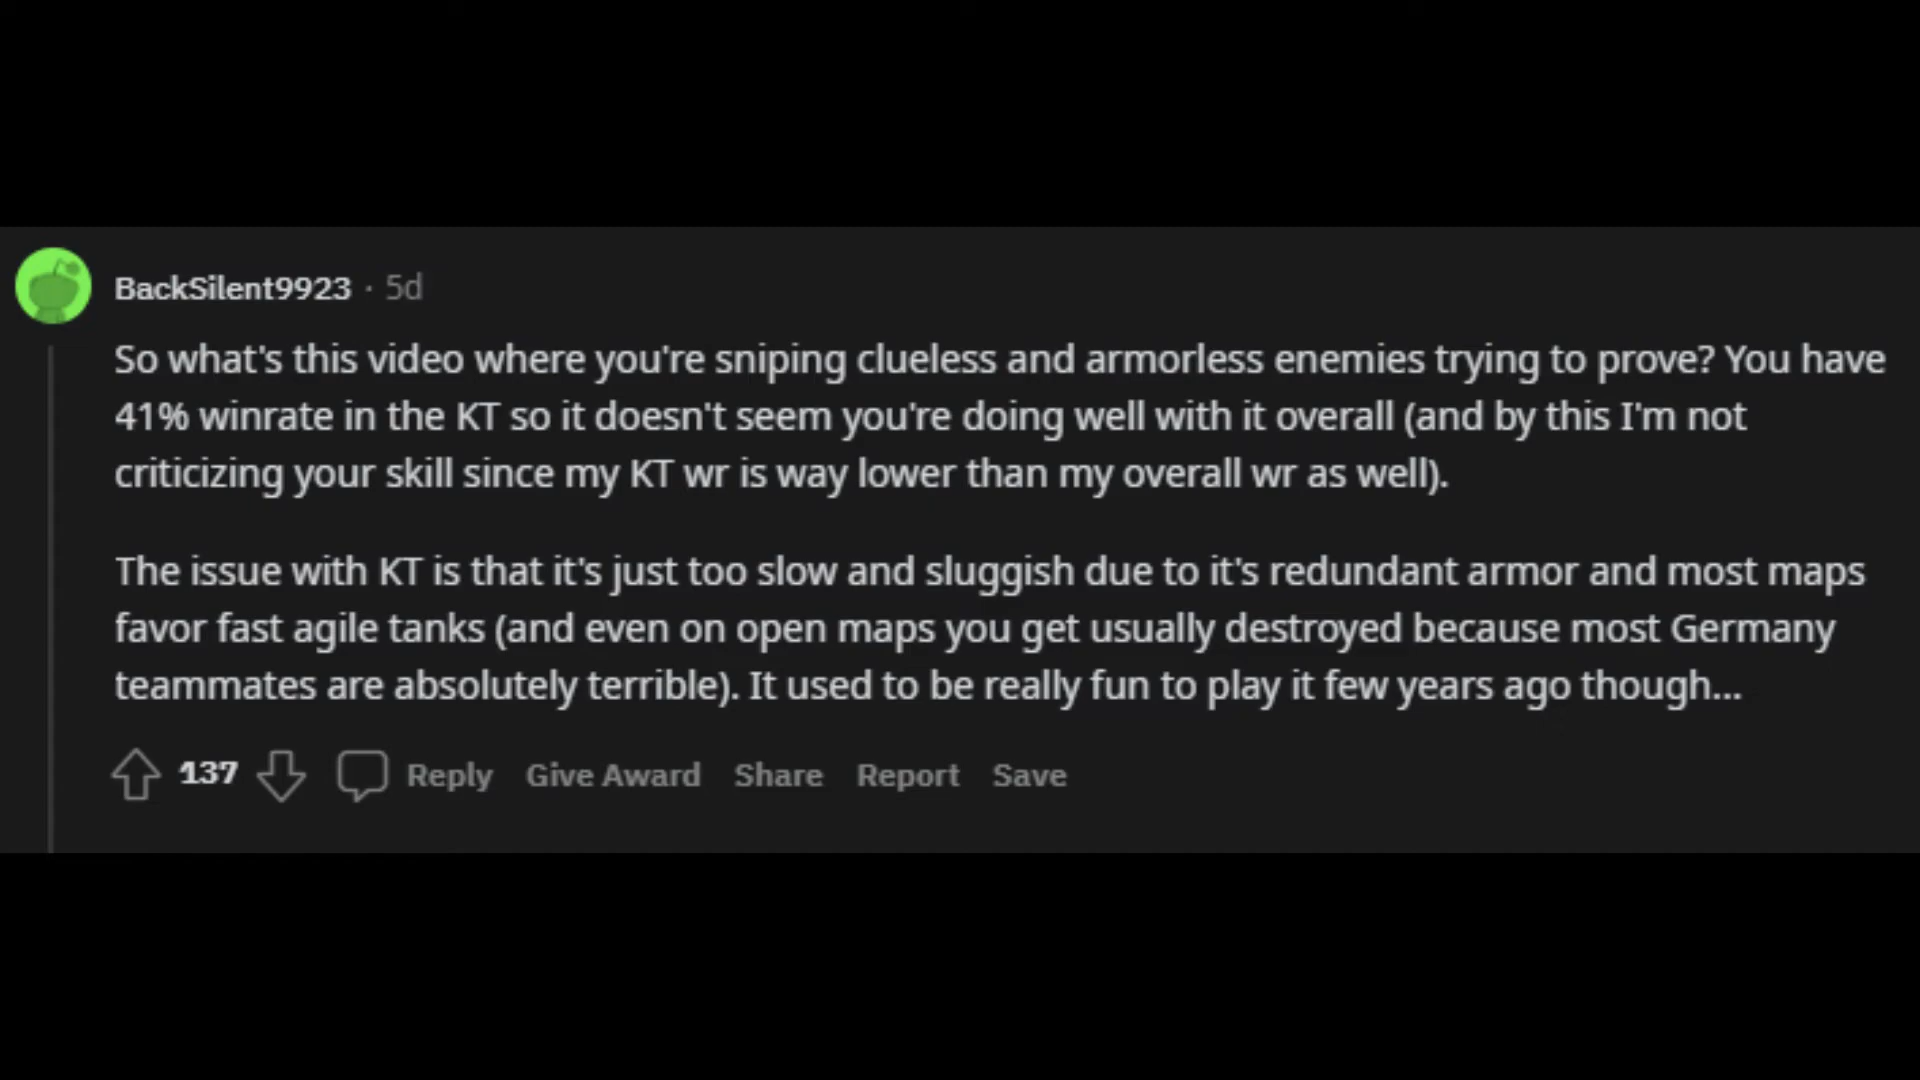 BackSilent9923 · 5d
So what's this video where you're sniping clueless and armorless enemies trying to prove? You have
41% winrate in the KT so it doesn't seem you're doing well with it overall (and by this I'm not
criticizing your skill since my KT wr is way lower than my overall wr as well).
The issue with KT is that it's just too slow and sluggish due to it's redundant armor and most maps
favor fast agile tanks (and even on open maps you get usually destroyed because most Germany
teammates are absolutely terrible). It used to be really fun to play it few years ago though...
137 Reply Give Award Share Report Save